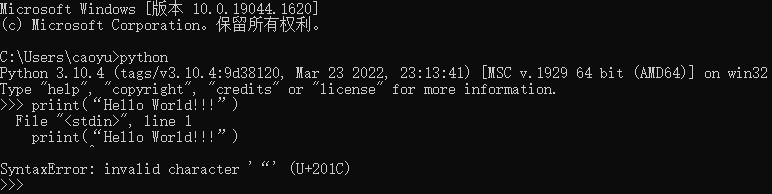 Microsoft Windows [版本 10.0.19044.1620]
(c) Microsoft Corporation。保留所有权利。
C:\Users\caoyu>python
Python 3.10.4 (tags/v3.10.4:9d38120, Mar 23 2022, 23:13:41) [MSC v.1929 64 bit (AMD64)] on win32
Type "help", "copyright", "credits" or "license" for more information.
>>> priint(“Hello World!!!”)
  File "<stdin>", line 1
    priint(“Hello World!!!”)
           ^
SyntaxError: invalid character '“' (U+201C)
>>>